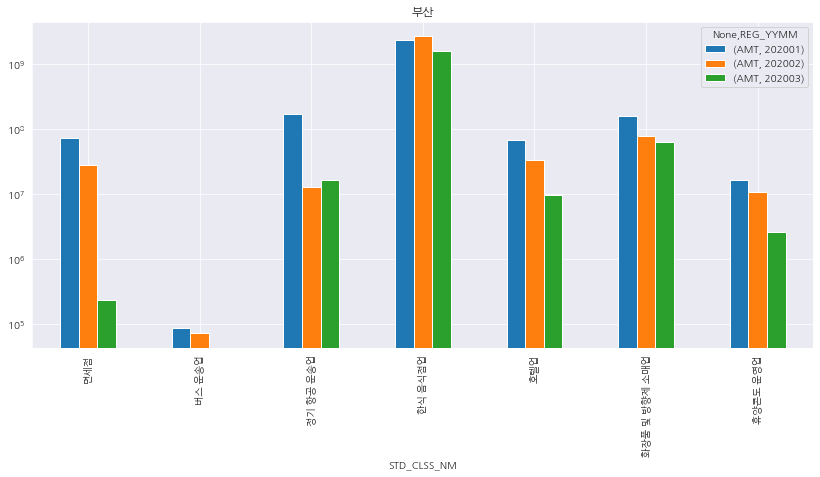 부산
None,REG_YYMM
(AMT, 202001)
(AMT, 202002)
(AMT, 202003)
10⁹
10⁸
10⁷
10⁶
10⁵
면세점
버스 운송업
정기 항공 운송업
한식 음식점업
호텔업
화장품 및 방향제 소매업
휴양콘도 운영업
STD_CLSS_NM